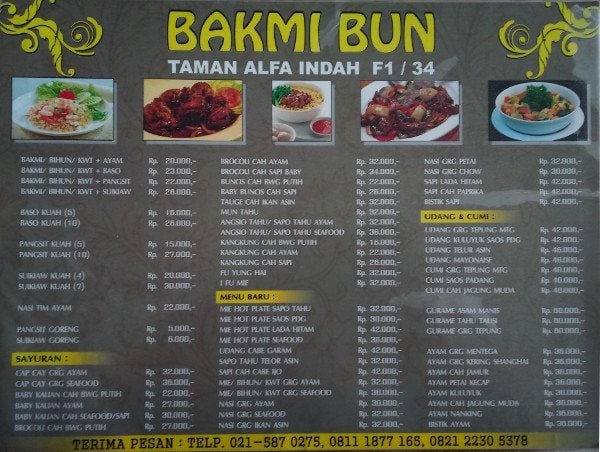 BAKMI BUN
TAMAN ALFA INDAH F1 / 34
BAKMI/ BIHUN/ KWT + AYAM Rp. 20.000,-
BAKMI/ BIHUN/ KWT + BASO Rp. 23.000,-
BAKMI/ BIHUN/ KWT + PANGSIT Rp. 22.000,-
BAKMI/ BIHUN/ KWT + SUIKIAW Rp. 28.000,-
BASO KUAH (5) Rp. 16.000,-
BASO KUAH (10) Rp. 28.000,-
PANGSIT KUAH (5) Rp. 15.000,-
PANGSIT KUAH (10) Rp. 27.000,-
SUIKIAW KUAH (4) Rp. 20.000,-
SUIKIAW KUAH (7) Rp. 30.000,-
NASI TIM AYAM Rp. 22.000,-
PANGSIT GORENG Rp. 5.000,-
SUIKIAW GORENG Rp. 6.000,-
SAYURAN :
CAP CAY GRG AYAM Rp. 32.000,-
CAP CAY GRG SEAFOOD Rp. 36.000,-
BABY KAILAN CAH BWG PUTIH Rp. 22.000,-
BABY KAILAN AYAM Rp. 27.000,-
BABY KAILAN CAH SEAFOOD/SAPI Rp. 30.000,-
BROCOLI CAH BWG PUTIH Rp. 27.000,-
BROCOLI CAH AYAM Rp. 32.000,-
BROCOLI CAH SAPI BABY Rp. 34.000,-
BUNCIS CAH BWG PUTIH Rp. 22.000,-
BABY BUNCIS CAH SAPI Rp. 28.000,-
TAUGE CAH IKAN ASIN Rp. 32.000,-
MUN TAHU Rp. 32.000,-
ANGSIO TAHU/ SAPO TAHU AYAM Rp. 32.000,-
ANGSIO TAHU/ SAPO TAHU SEAFOOD Rp. 36.000,-
KANGKUNG CAH BWG PUTIH Rp. 18.000,-
KANGKUNG CAH AYAM Rp. 22.000,-
KANGKUNG CAH SAPI Rp. 26.000,-
FU YUNG HAI Rp. 32.000,-
I FU MIE Rp. 32.000,-
MENU BARU :
MIE HOT PLATE SAPO TAHU Rp. 32.000,-
MIE HOT PLATE SAOS PDG Rp. 30.000,-
MIE HOT PLATE LADA HITAM Rp. 42.000,-
MIE HOT PLATE SEAFOOD Rp. 38.000,-
UDANG CABE GARAM Rp. 42.000,-
SAPO TAHU TELOR ASIN Rp. 32.000,-
SAPI CAH CABE IJO Rp. 42.000,-
MIE/ BIHUN/ KWT GRG AYAM Rp. 30.000,-
MIE/ BIHUN/ KWT GRG SEAFOOD Rp. 36.000,-
NASI GRG AYAM Rp. 30.000,-
NASI GRG SEAFOOD Rp. 32.000,-
NASI GRG IKAN ASIN Rp. 30.000,-
NASI GRG PETAI Rp. 32.000,-
NASI GRG CHOW Rp. 30.000,-
SAPI LADA HITAM Rp. 42.000,-
SAPI CAH PAPRIKA Rp. 42.000,-
BISTIK SAPI Rp. 42.000,-
UDANG & CUMI :
UDANG GRG TEPUNG MTG Rp. 42.000,-
UDANG KULUYUK SAOS PDG Rp. 42.000,-
UDANG TELUR ASIN Rp. 46.000,-
UDANG MAYONAISE Rp. 46.000,-
CUMI GRG TEPUNG MTG Rp. 46.000,-
CUMI SAOS PADANG Rp. 46.000,-
CUMI CAH JAGUNG MUDA Rp. 46.000,-
GURAME ASAM MANIS Rp. 80.000,-
GURAME TAHU TAUSI Rp. 80.000,-
GURAME GRG TEPUNG Rp. 80.000,-
AYAM GRG MENTEGA Rp. 36.000,-
AYAM GRG KERING SHANGHAI Rp. 36.000,-
AYAM CAH JAMUR Rp. 36.000,-
AYAM PETAI KECAP Rp. 36.000,-
AYAM KULUYUK Rp. 36.000,-
AYAM CAH JAGUNG MUDA Rp. 36.000,-
AYAM NANKING Rp. 36.000,-
BISTIK AYAM Rp. 36.000,-
TERIMA PESAN : TELP. 021-587 0275, 0811 1877 165, 0821 2230 5378